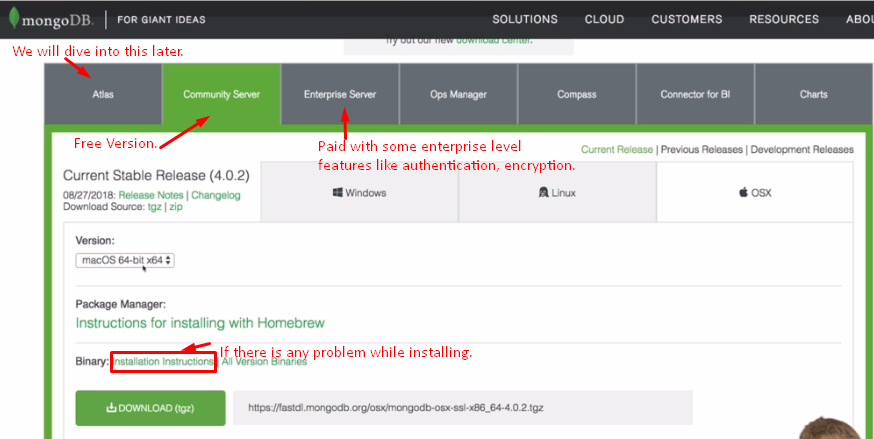 mongoDB. FOR GIANT IDEAS SOLUTIONS CLOUD CUSTOMERS RESOURCES ABOU
Try out our new download center.
We will dive into this later.
Atlas Community Server Enterprise Server Ops Manager Compass Connector for BI Charts
Free Version.
Paid with some enterprise level
features like authentication, encryption.
Current Release | Previous Releases | Development Releases
Current Stable Release (4.0.2)
08/27/2018: Release Notes | Changelog
Download Source: tgz | zip
Windows Linux OSX
Version:
macOS 64-bit x64
Package Manager:
Instructions for installing with Homebrew
If there is any problem while installing.
Binary: Installation Instructions | All Version Binaries
DOWNLOAD (tgz) https://fastdl.mongodb.org/osx/mongodb-osx-ssl-x86_64-4.0.2.tgz